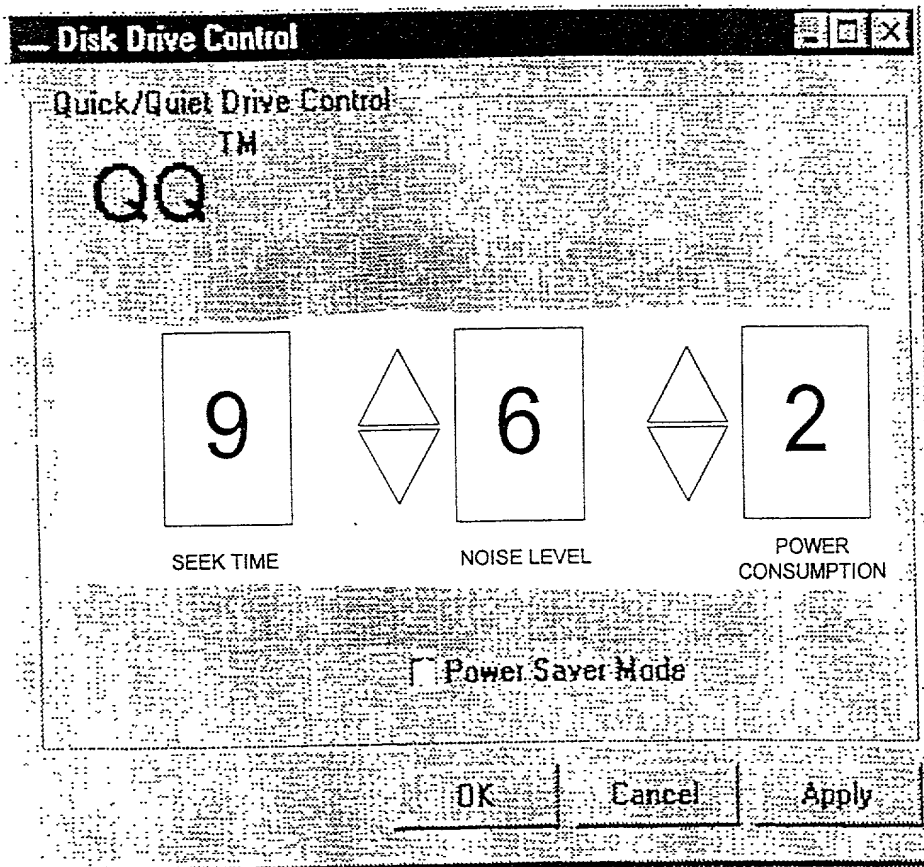 Disk Drive Control
Quick/Quiet Drive Control
TM
QQ
9 6 2
SEEK TIME NOISE LEVEL POWER CONSUMPTION
Power Saver Mode
OK Cancel Apply